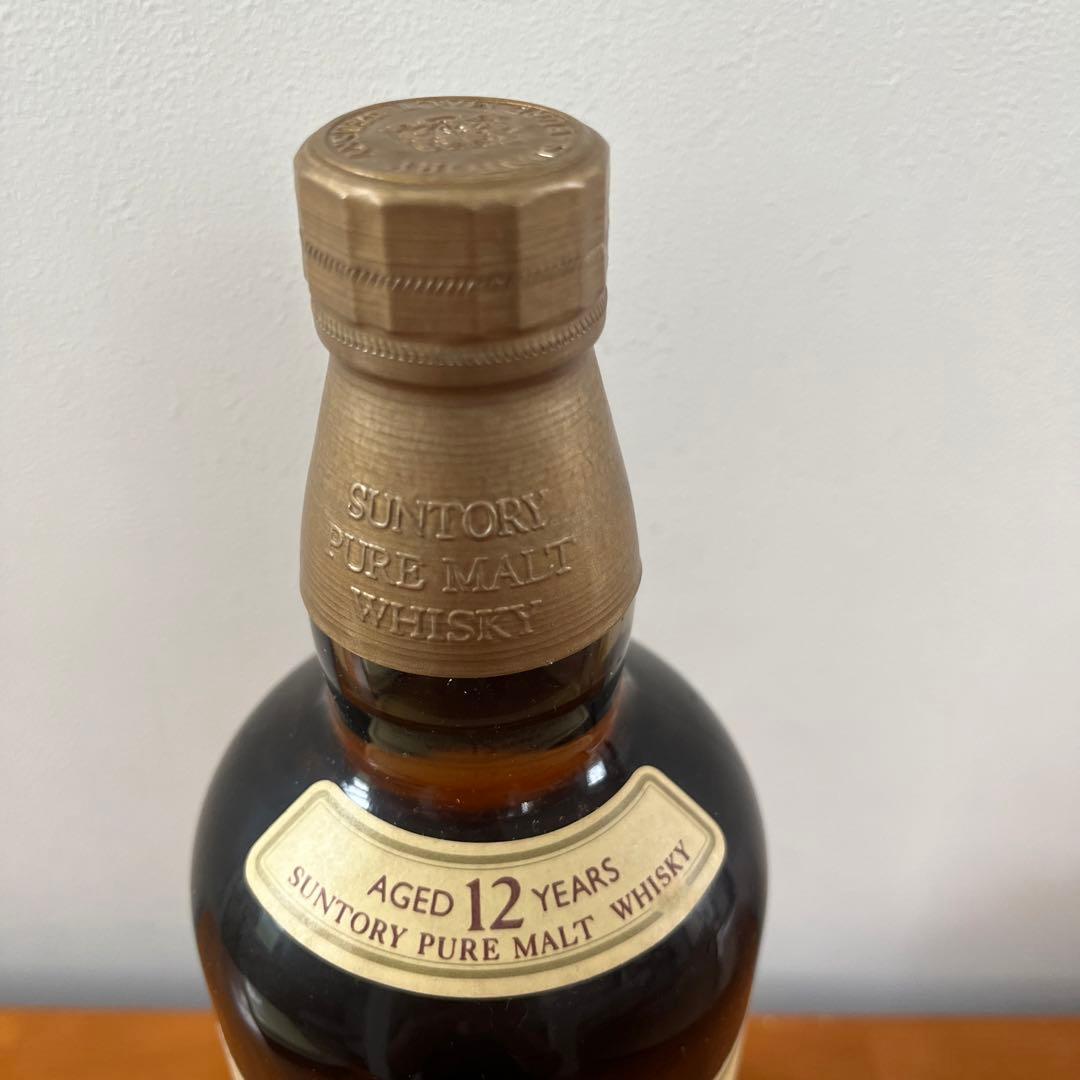 SUNTORY
PURE MALT
WHISKY
AGED 12 YEARS
SUNTORY PURE MALT WHISKY